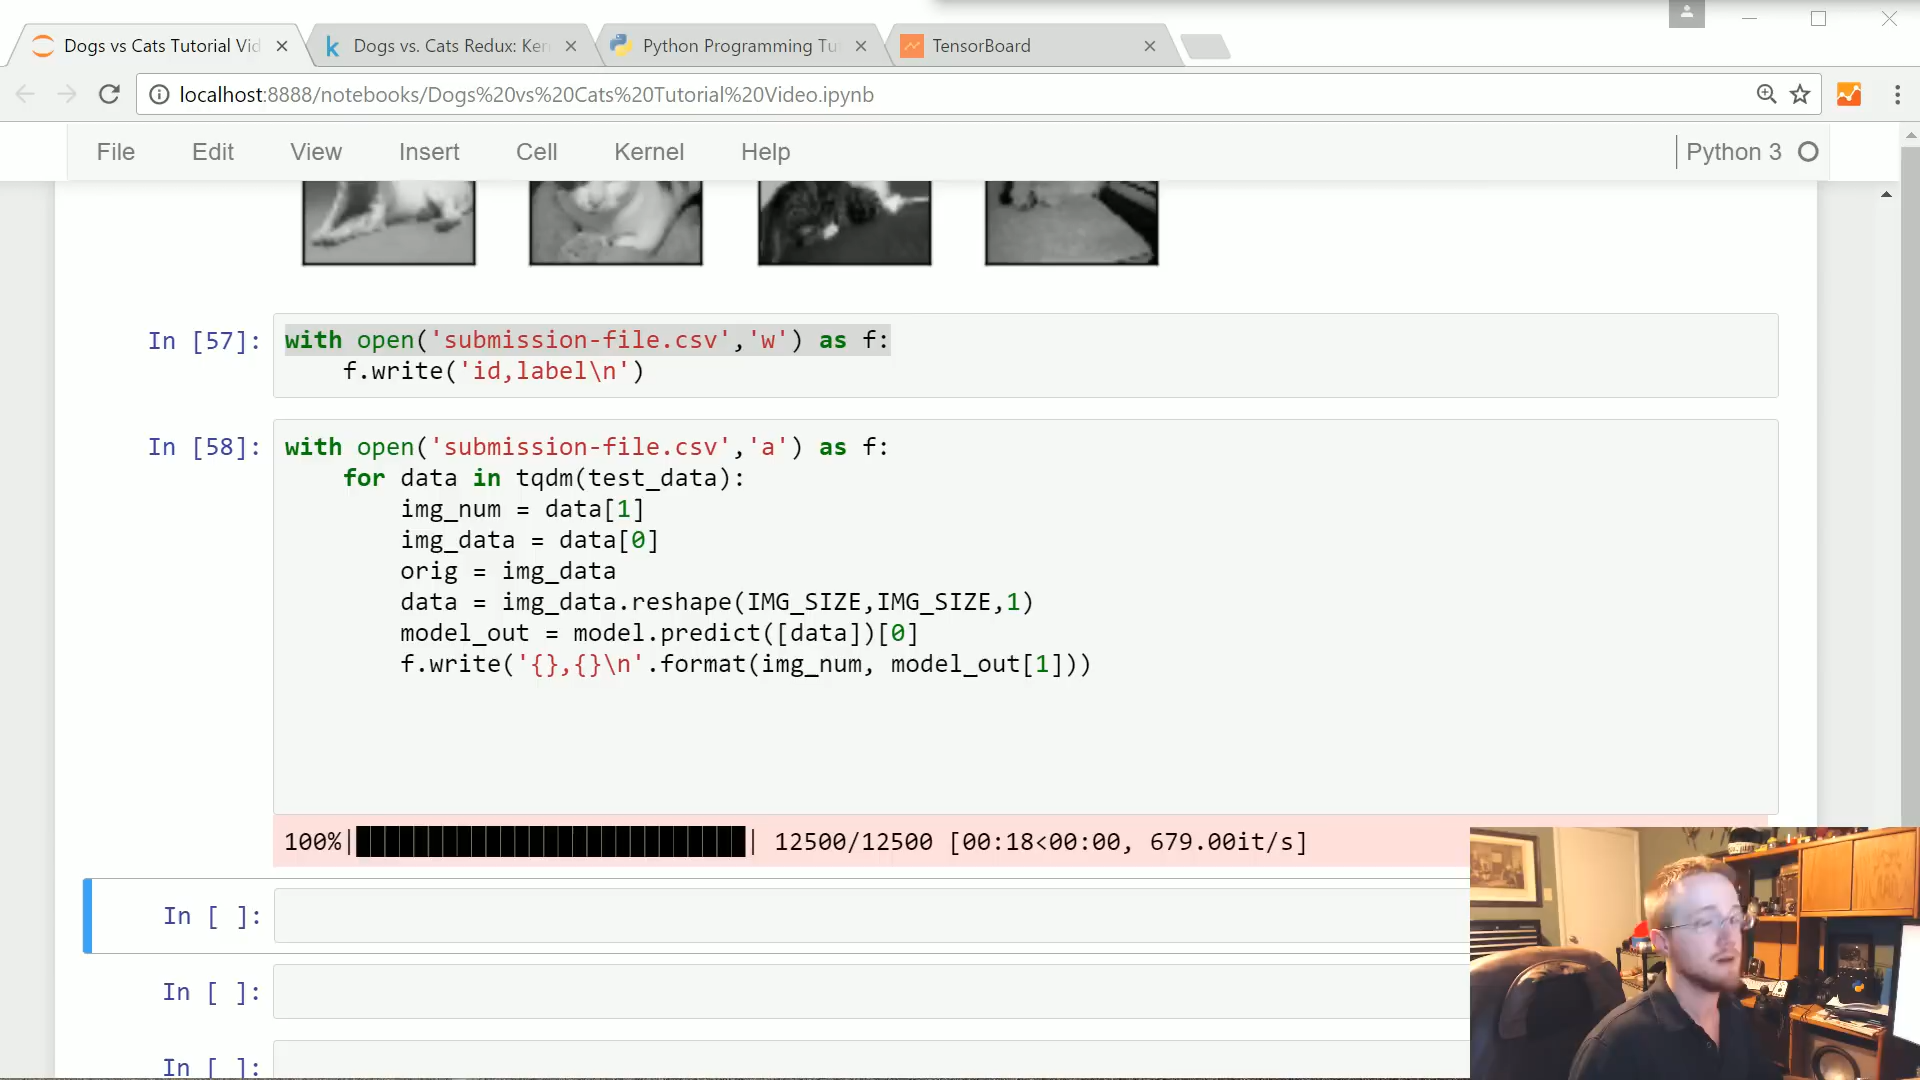 Dogs vs Cats Tutorial Vid
Dogs vs. Cats Redux: Ker
Python Programming Tu
TensorBoard
localhost:8888/notebooks/Dogs%20vs%20Cats%20Tutorial%20Video.ipynb
File Edit View Insert Cell Kernel Help Python 3
In [57]:
with open('submission-file.csv','w') as f:
f.write('id,label\n')
In [58]:
with open('submission-file.csv','a') as f:
for data in tqdm(test_data):
img_num = data[1]
img_data = data[0]
orig = img_data
data = img_data.reshape(IMG_SIZE,IMG_SIZE,1)
model_out = model.predict([data])[0]
f.write('{},{}\n'.format(img_num, model_out[1]))
100%| | 12500/12500 [00:18<00:00, 679.00it/s]
In [ ]:
In [ ]:
In [ ]: